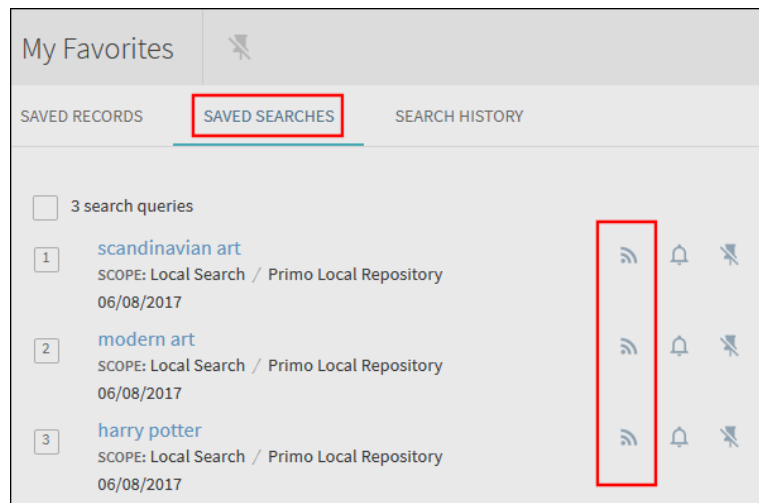 My Favorites
SAVED RECORDS SAVED SEARCHES SEARCH HISTORY
3 search queries
1 scandinavian art
SCOPE: Local Search / Primo Local Repository
06/08/2017
2 modern art
SCOPE: Local Search / Primo Local Repository
06/08/2017
3 harry potter
SCOPE: Local Search / Primo Local Repository
06/08/2017